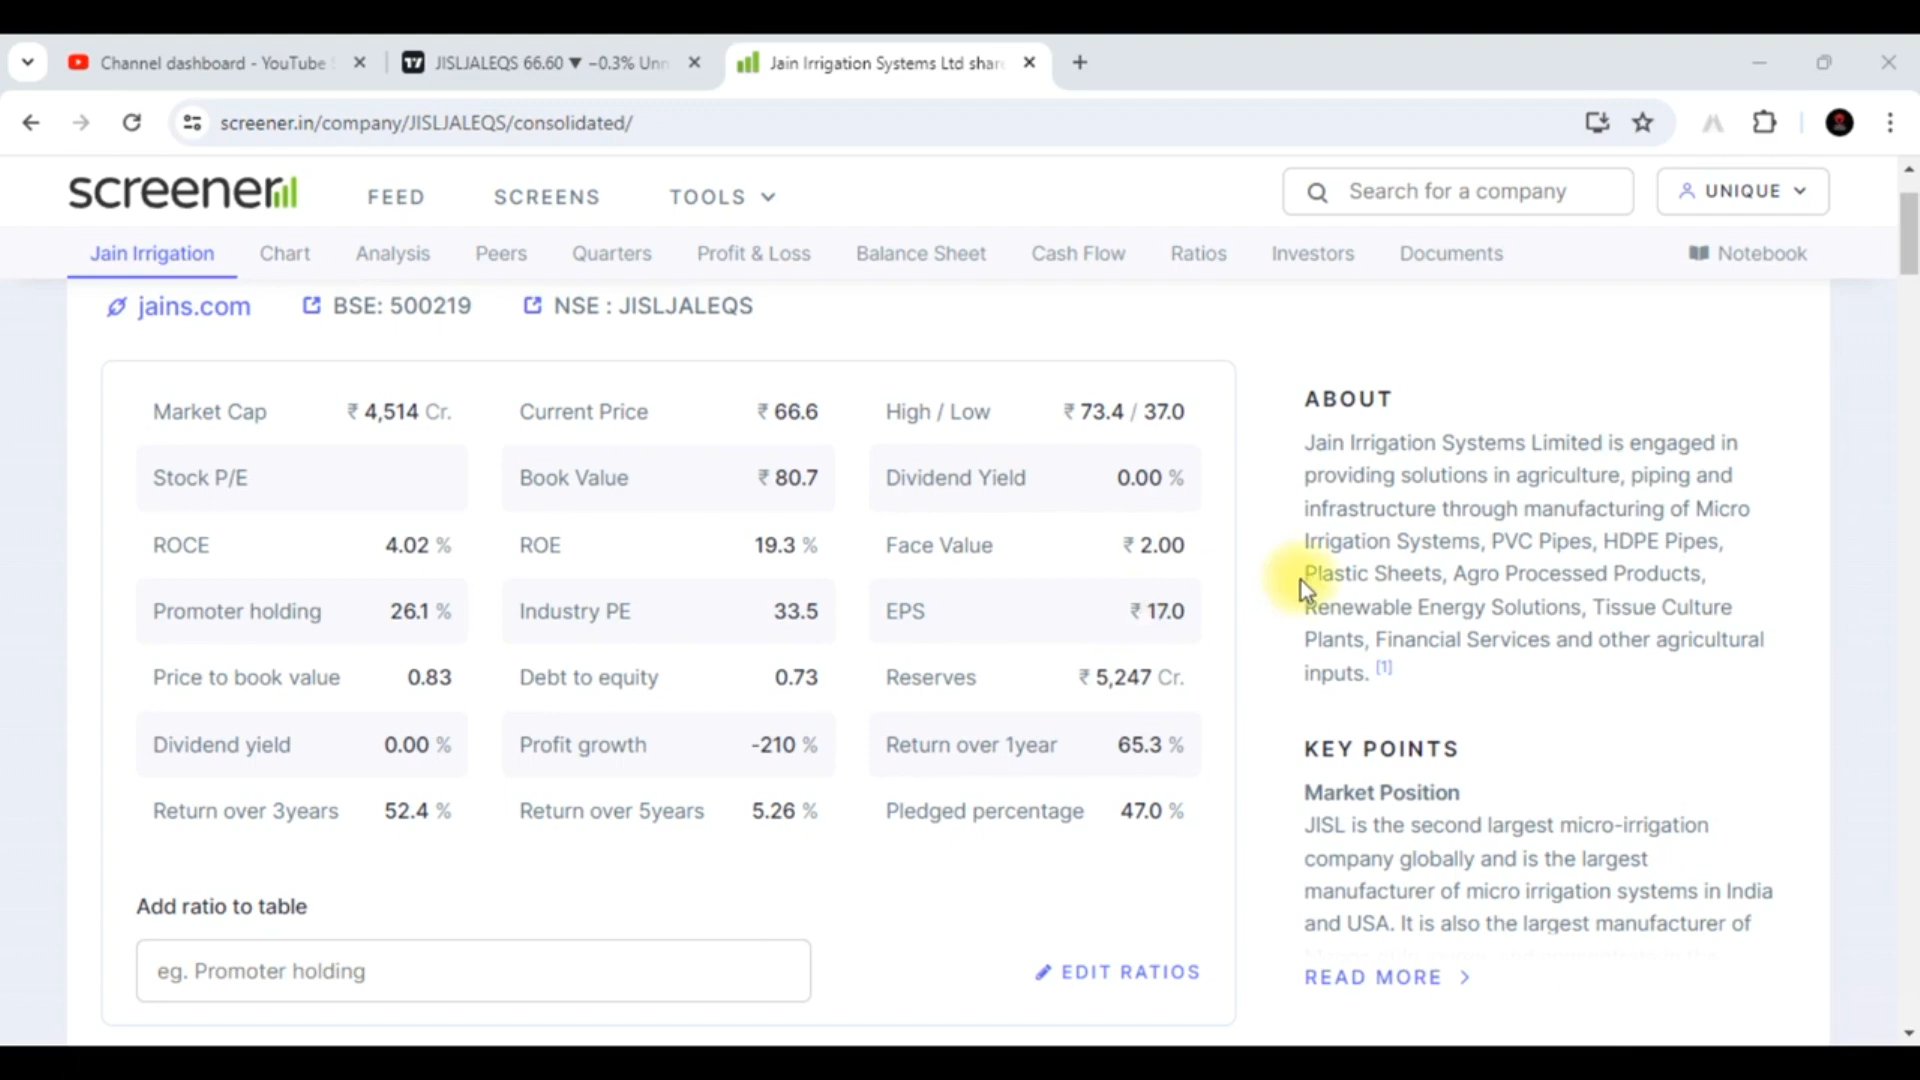 Channel dashboard - YouTube
JISLJALEQS 66.60 ▼ −0.3% Unn
Jain Irrigation Systems Ltd shar
screener.in/company/JISLJALEQS/consolidated/
screener
FEED
SCREENS
TOOLS
Search for a company
UNIQUE
Jain Irrigation
Chart
Analysis
Peers
Quarters
Profit & Loss
Balance Sheet
Cash Flow
Ratios
Investors
Documents
Notebook
jains.com
BSE: 500219
NSE : JISLJALEQS
Market Cap ₹ 4,514 Cr.
Current Price ₹ 66.6
High / Low ₹ 73.4 / 37.0
Stock P/E
Book Value ₹ 80.7
Dividend Yield 0.00 %
ROCE 4.02 %
ROE 19.3 %
Face Value ₹ 2.00
Promoter holding 26.1 %
Industry PE 33.5
EPS ₹ 17.0
Price to book value 0.83
Debt to equity 0.73
Reserves ₹ 5,247 Cr.
Dividend yield 0.00 %
Profit growth -210 %
Return over 1year 65.3 %
Return over 3years 52.4 %
Return over 5years 5.26 %
Pledged percentage 47.0 %
Add ratio to table
eg. Promoter holding
EDIT RATIOS
ABOUT
Jain Irrigation Systems Limited is engaged in
providing solutions in agriculture, piping and
infrastructure through manufacturing of Micro
Irrigation Systems, PVC Pipes, HDPE Pipes,
Plastic Sheets, Agro Processed Products,
Renewable Energy Solutions, Tissue Culture
Plants, Financial Services and other agricultural
inputs. [1]
KEY POINTS
Market Position
JISL is the second largest micro-irrigation
company globally and is the largest
manufacturer of micro irrigation systems in India
and USA. It is also the largest manufacturer of
READ MORE